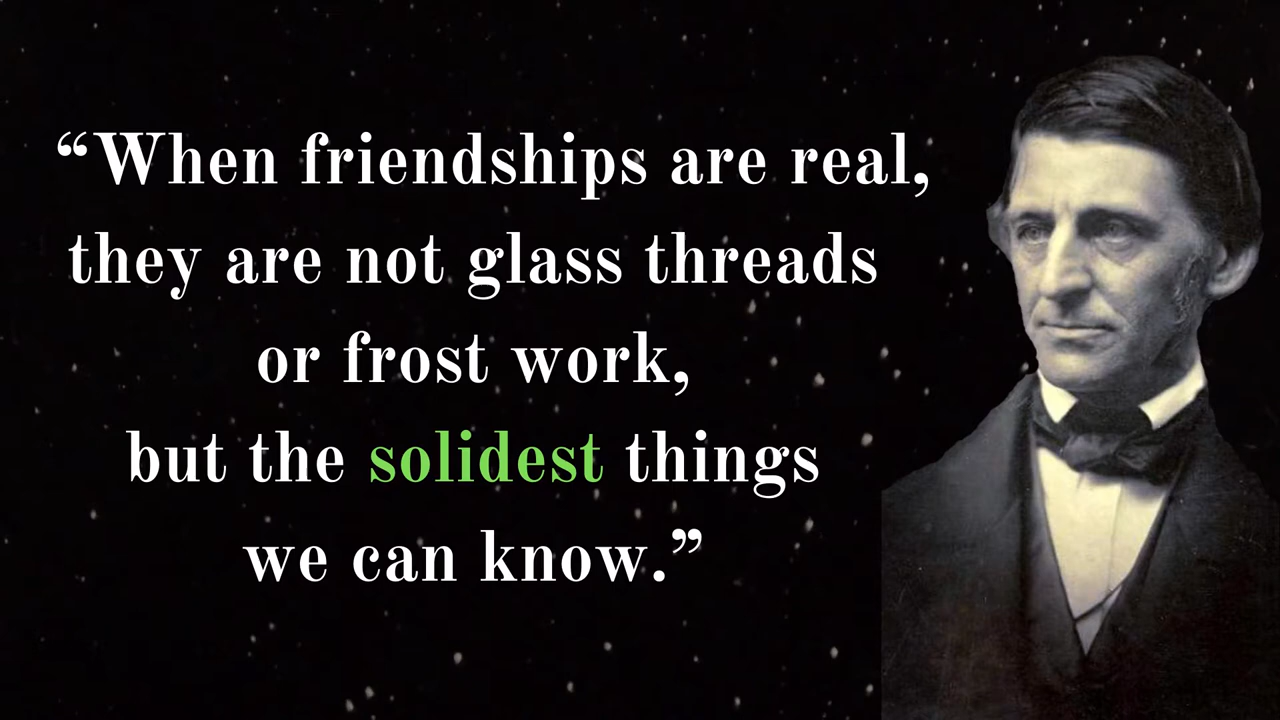 “When friendships are real,
they are not glass threads
or frost work,
but the solidest things
we can know.”